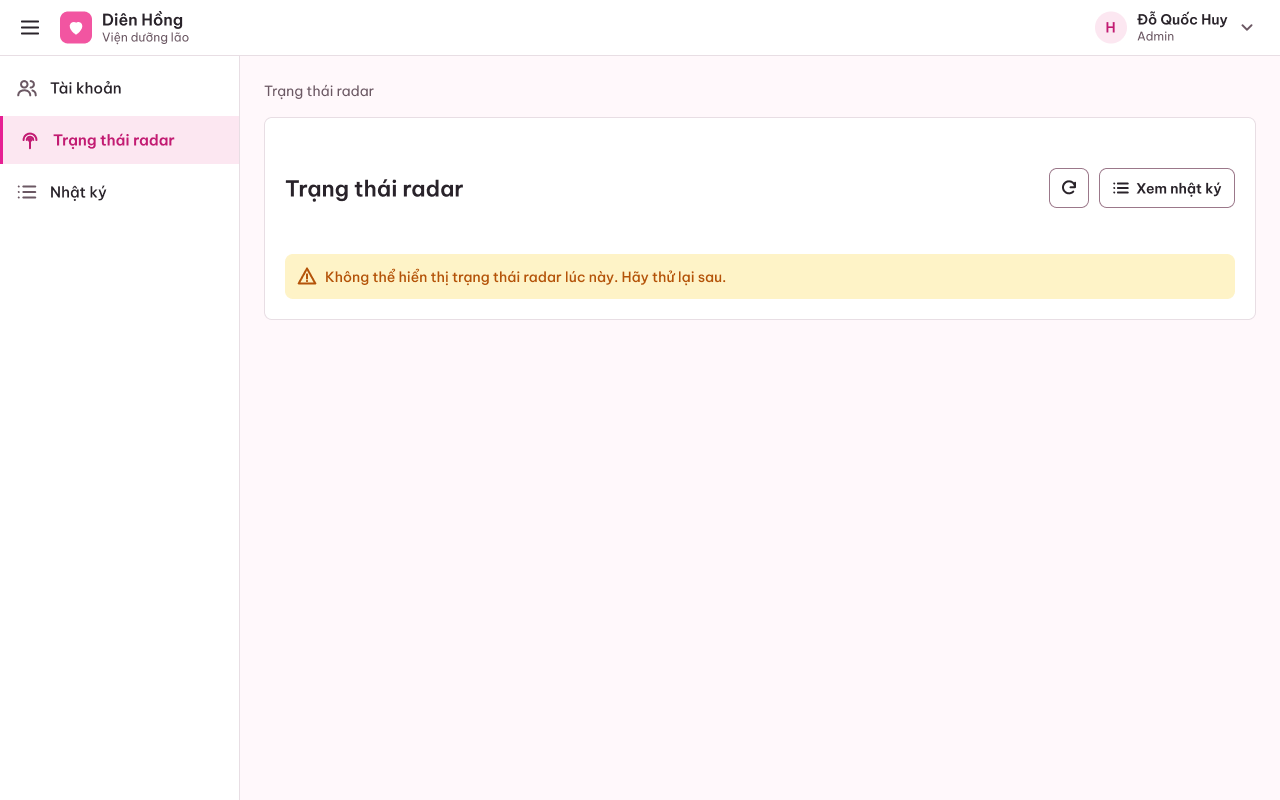 Diên Hồng
Viện dưỡng lão
H
Đỗ Quốc Huy
Admin
Tài khoản
Trạng thái radar
Nhật ký
Trạng thái radar
Trạng thái radar
Xem nhật ký
Không thể hiển thị trạng thái radar lúc này. Hãy thử lại sau.